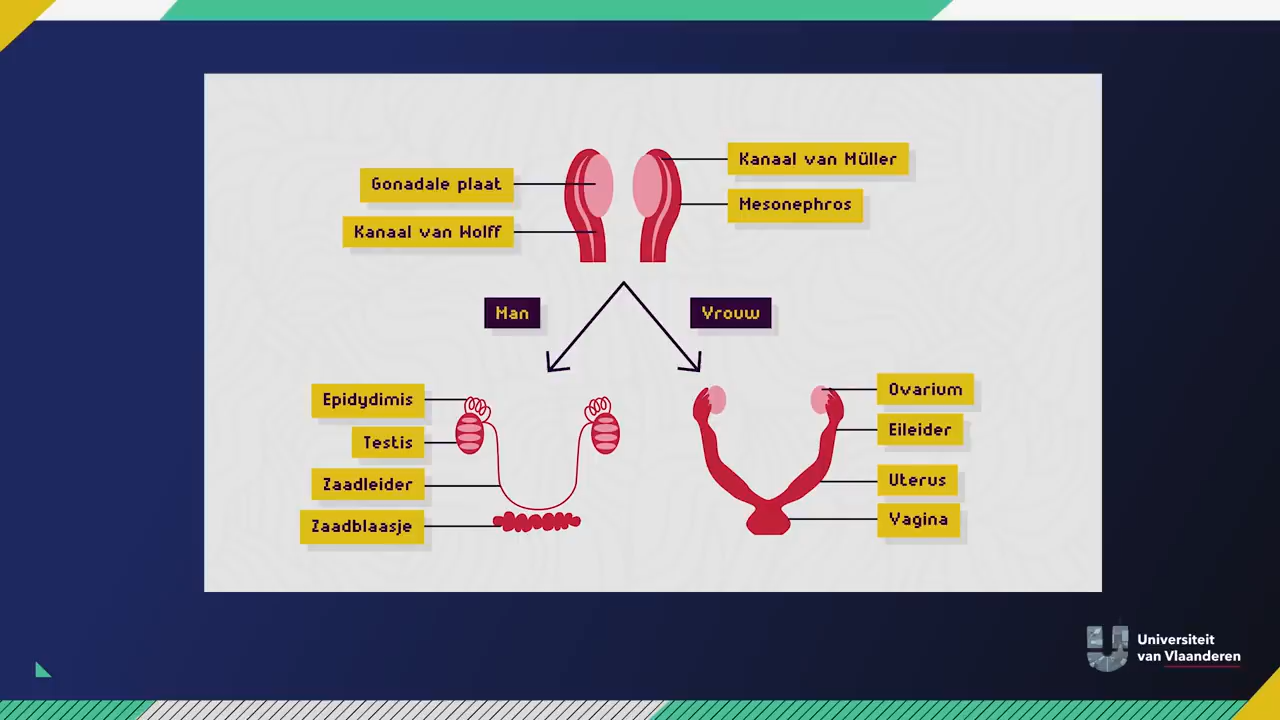 Kanaal van Müller
Gonadale plaat
Mesonephros
Kanaal van Wolff
Man
Vrouw
Epidydimis
Testis
Zaadleider
Zaadblaasje
Ovarium
Eileider
Uterus
Vagina
Universiteit
van Vlaanderen